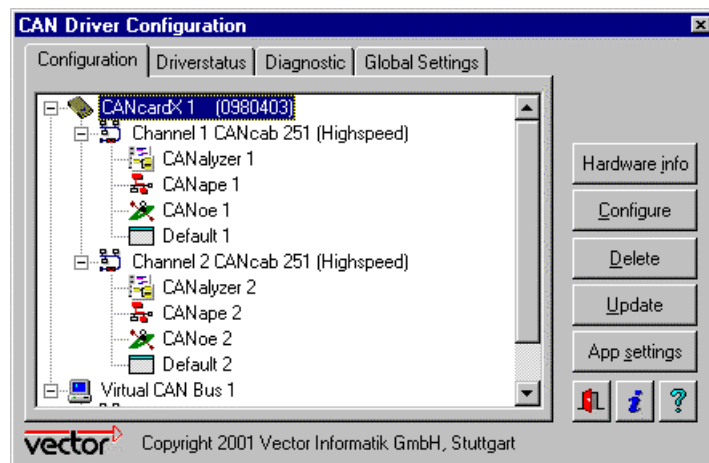 CAN Driver Configuration
Configuration Driverstatus Diagnostic Global Settings
CANcardX 1 (0980403)
Channel 1 CANcab 251 (Highspeed)
CANalyzer 1
CANape 1
CANoe 1
Default 1
Channel 2 CANcab 251 (Highspeed)
CANalyzer 2
CANape 2
CANoe 2
Default 2
Virtual CAN Bus 1
Hardware info
Configure
Delete
Update
App settings
vector Copyright 2001 Vector Informatik GmbH, Stuttgart